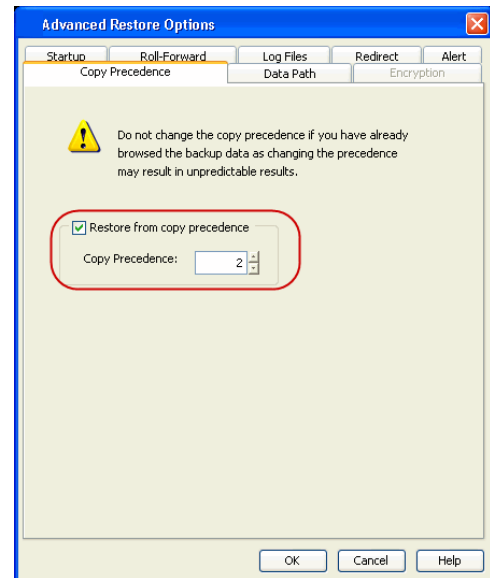 Advanced Restore Options
Startup Roll-Forward Log Files Redirect Alert
Copy Precedence Data Path Encryption
Do not change the copy precedence if you have already
browsed the backup data as changing the precedence
may result in unpredictable results.
Restore from copy precedence
Copy Precedence: 2
OK Cancel Help